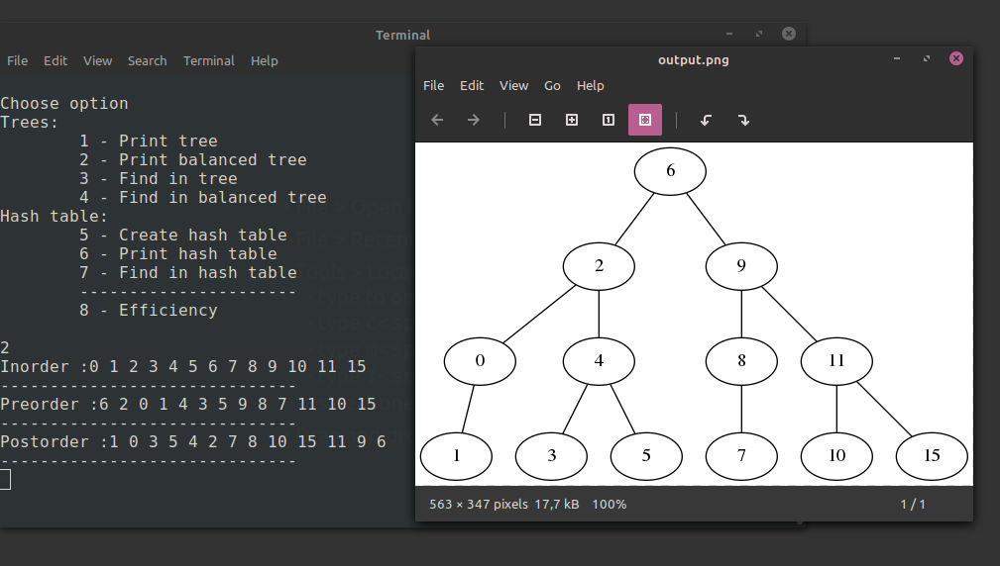 Terminal
File Edit View Search Terminal Help
Choose option
Trees:
1 - Print tree
2 - Print balanced tree
3 - Find in tree
4 - Find in balanced tree
Hash table:
5 - Create hash table
6 - Print hash table
7 - Find in hash table
-----------------------
8 - Efficiency
2
Inorder :0 1 2 3 4 5 6 7 8 9 10 11 15
------------------------------
Preorder :6 2 0 1 4 3 5 9 8 7 11 10 15
------------------------------
Postorder :1 0 3 5 4 2 7 8 10 15 11 9 6
------------------------------
output.png
File Edit View Go Help
6
2 9
0 4 8 11
1 3 5 7 10 15
563 × 347 pixels 17,7 kB 100% 1 / 1